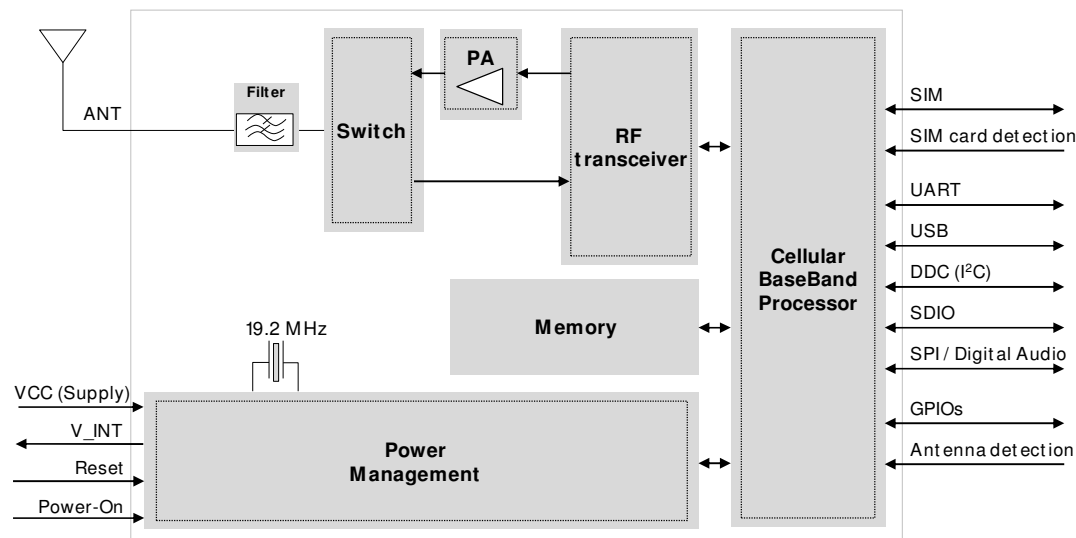 ANT
Filter
Switch
PA
RF
transceiver
Cellular
BaseBand
Processor
Memory
19.2 MHz
Power
Management
VCC (Supply)
V_INT
Reset
Power-On
SIM
SIM card detection
UART
USB
DDC (I²C)
SDIO
SPI / Digital Audio
GPIOs
Antenna detection